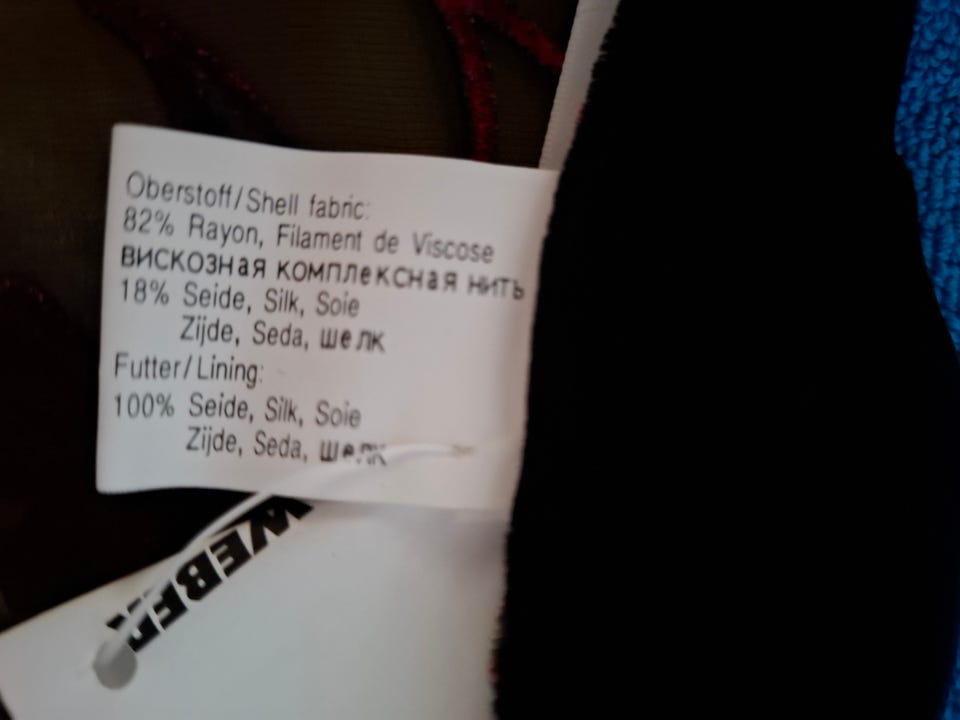 Oberstoff/Shell fabric:
82% Rayon, Filament de Viscose
вискозная комплексная нить
18% Seide, Silk, Soie
Zijde, Seda, шелк
Futter/Lining:
100% Seide, Silk, Soie
Zijde, Seda, шелк
WEBER